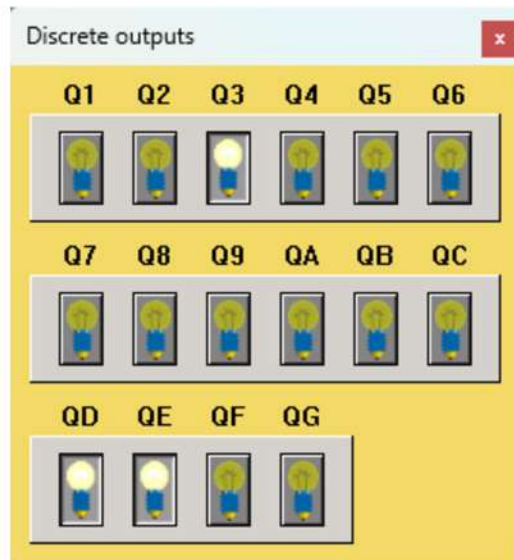 Discrete outputs x
Q1 Q2 Q3 Q4 Q5 Q6
Q7 Q8 Q9 QA QB QC
QD QE QF QG